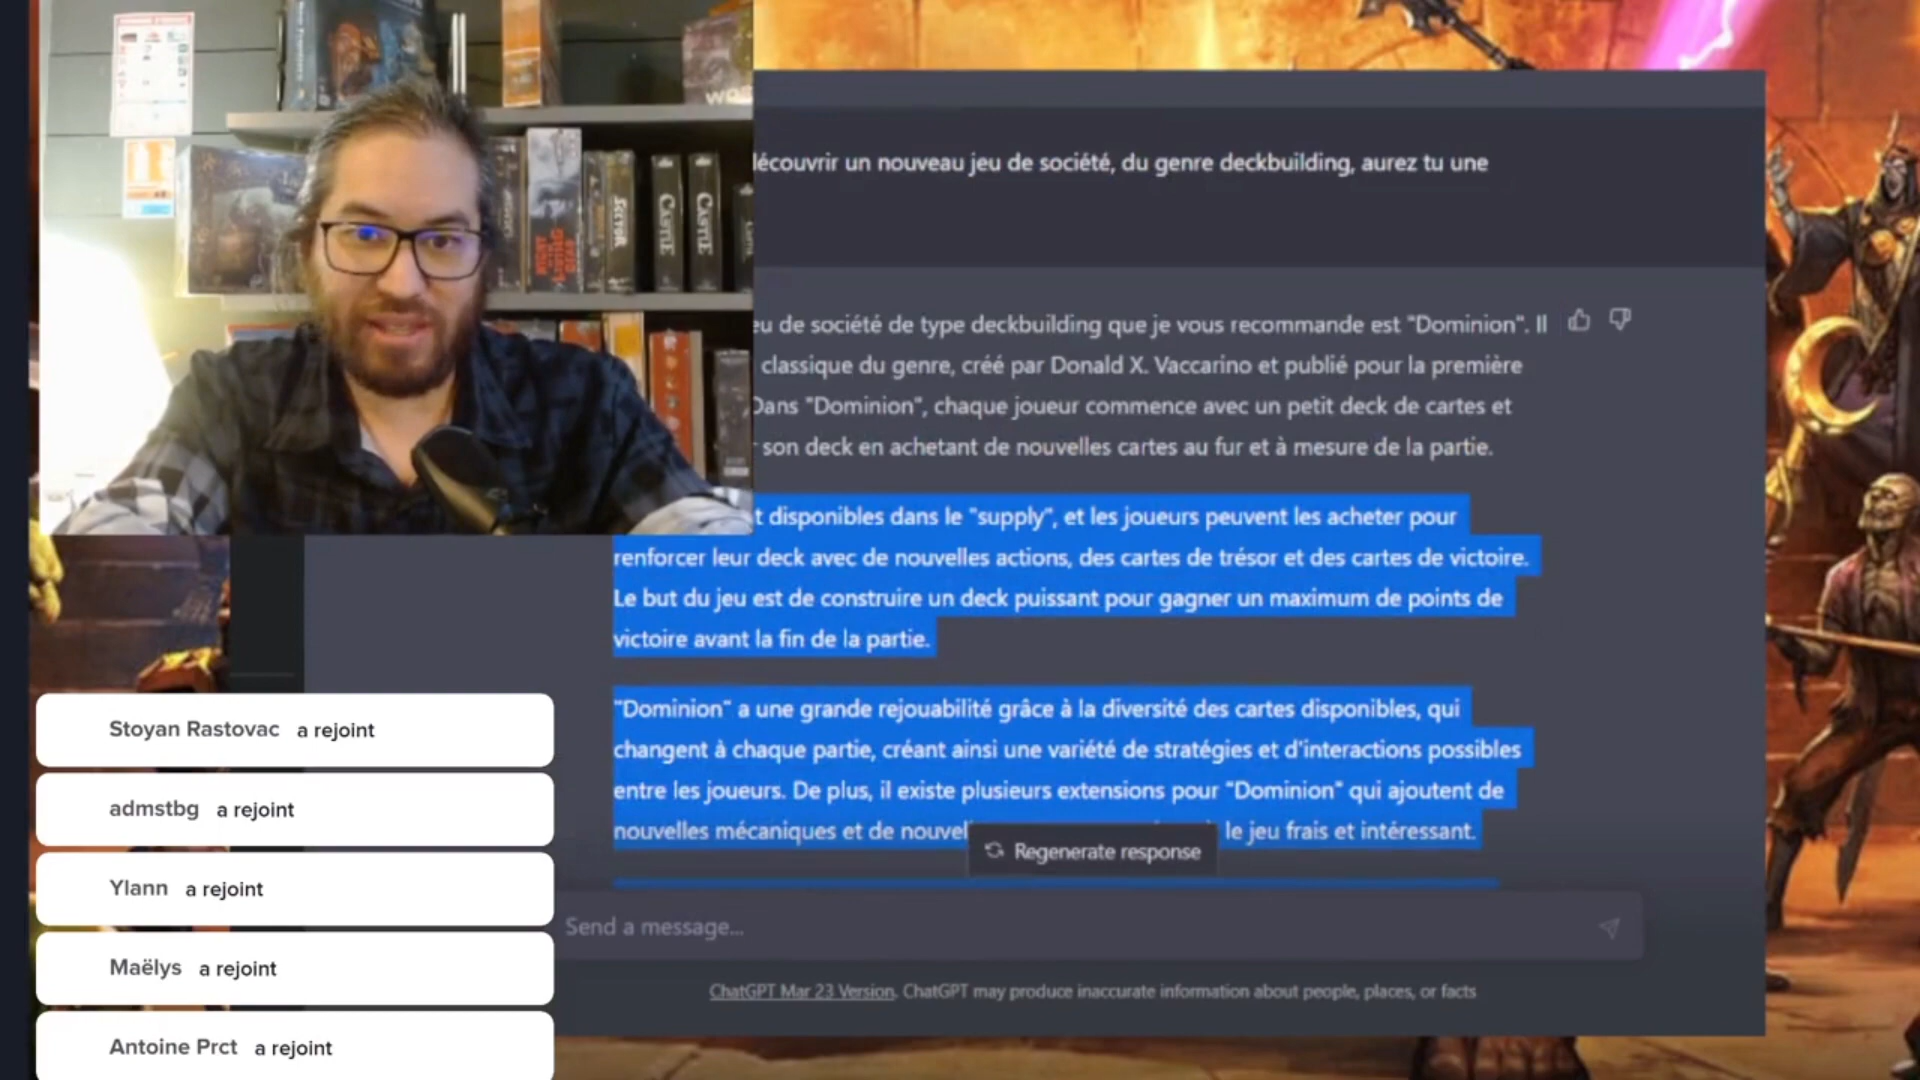 découvrir un nouveau jeu de société, du genre deckbuilding, aurez tu une
jeu de société de type deckbuilding que je vous recommande est "Dominion". Il
classique du genre, créé par Donald X. Vaccarino et publié pour la première
Dans "Dominion", chaque joueur commence avec un petit deck de cartes et
son deck en achetant de nouvelles cartes au fur et à mesure de la partie.
t disponibles dans le "supply", et les joueurs peuvent les acheter pour
renforcer leur deck avec de nouvelles actions, des cartes de trésor et des cartes de victoire.
Le but du jeu est de construire un deck puissant pour gagner un maximum de points de
victoire avant la fin de la partie.
"Dominion" a une grande rejouabilité grâce à la diversité des cartes disponibles, qui
changent à chaque partie, créant ainsi une variété de stratégies et d'interactions possibles
entre les joueurs. De plus, il existe plusieurs extensions pour "Dominion" qui ajoutent de
nouvelles mécaniques et de nouvel le jeu frais et intéressant.
Regenerate response
Send a message...
ChatGPT Mar 23 Version. ChatGPT may produce inaccurate information about people, places, or facts
Stoyan Rastovac a rejoint
admstbg a rejoint
Ylann a rejoint
Maëlys a rejoint
Antoine Prct a rejoint
CASTLE
CASTLE